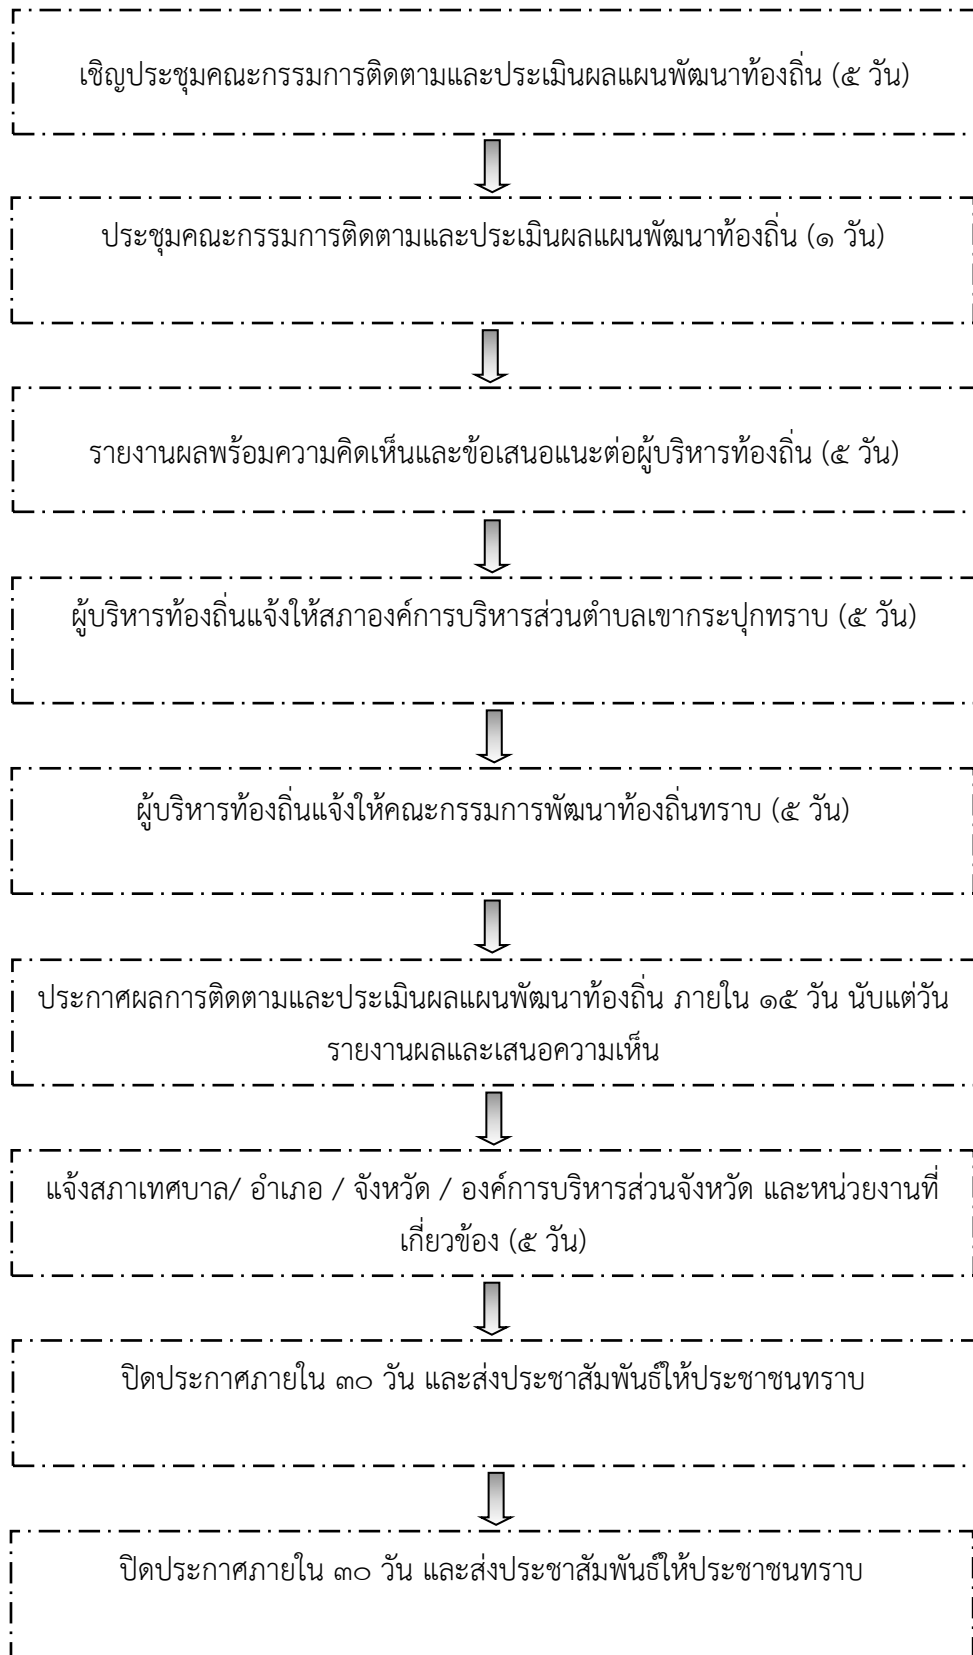 เชิญประชุมคณะกรรมการติดตามและประเมินผลแผนพัฒนาท้องถิ่น (๕ วัน)
ประชุมคณะกรรมการติดตามและประเมินผลแผนพัฒนาท้องถิ่น (๑ วัน)
รายงานผลพร้อมความคิดเห็นและข้อเสนอแนะต่อผู้บริหารท้องถิ่น (๕ วัน)
ผู้บริหารท้องถิ่นแจ้งให้สภาองค์การบริหารส่วนตำบลเขากระปุกทราบ (๕ วัน)
ผู้บริหารท้องถิ่นแจ้งให้คณะกรรมการพัฒนาท้องถิ่นทราบ (๕ วัน)
ประกาศผลการติดตามและประเมินผลแผนพัฒนาท้องถิ่น ภายใน ๑๕ วัน นับแต่วัน
รายงานผลและเสนอความเห็น
แจ้งสภาเทศบาล/ อำเภอ / จังหวัด / องค์การบริหารส่วนจังหวัด และหน่วยงานที่
เกี่ยวข้อง (๕ วัน)
ปิดประกาศภายใน ๓๐ วัน และส่งประชาสัมพันธ์ให้ประชาชนทราบ
ปิดประกาศภายใน ๓๐ วัน และส่งประชาสัมพันธ์ให้ประชาชนทราบ